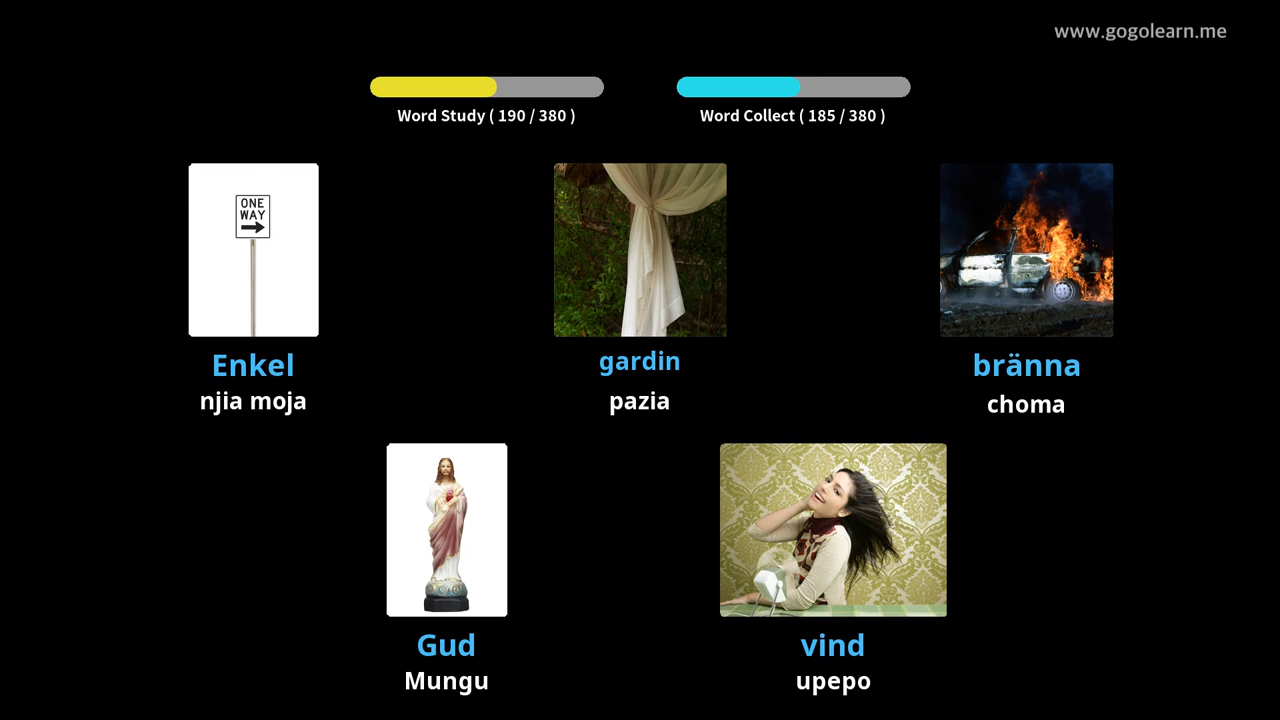 www.gogolearn.me
Word Study ( 190 / 380 )
Word Collect ( 185 / 380 )
ONE
WAY
Enkel
njia moja
gardin
pazia
bränna
choma
Gud
Mungu
vind
upepo